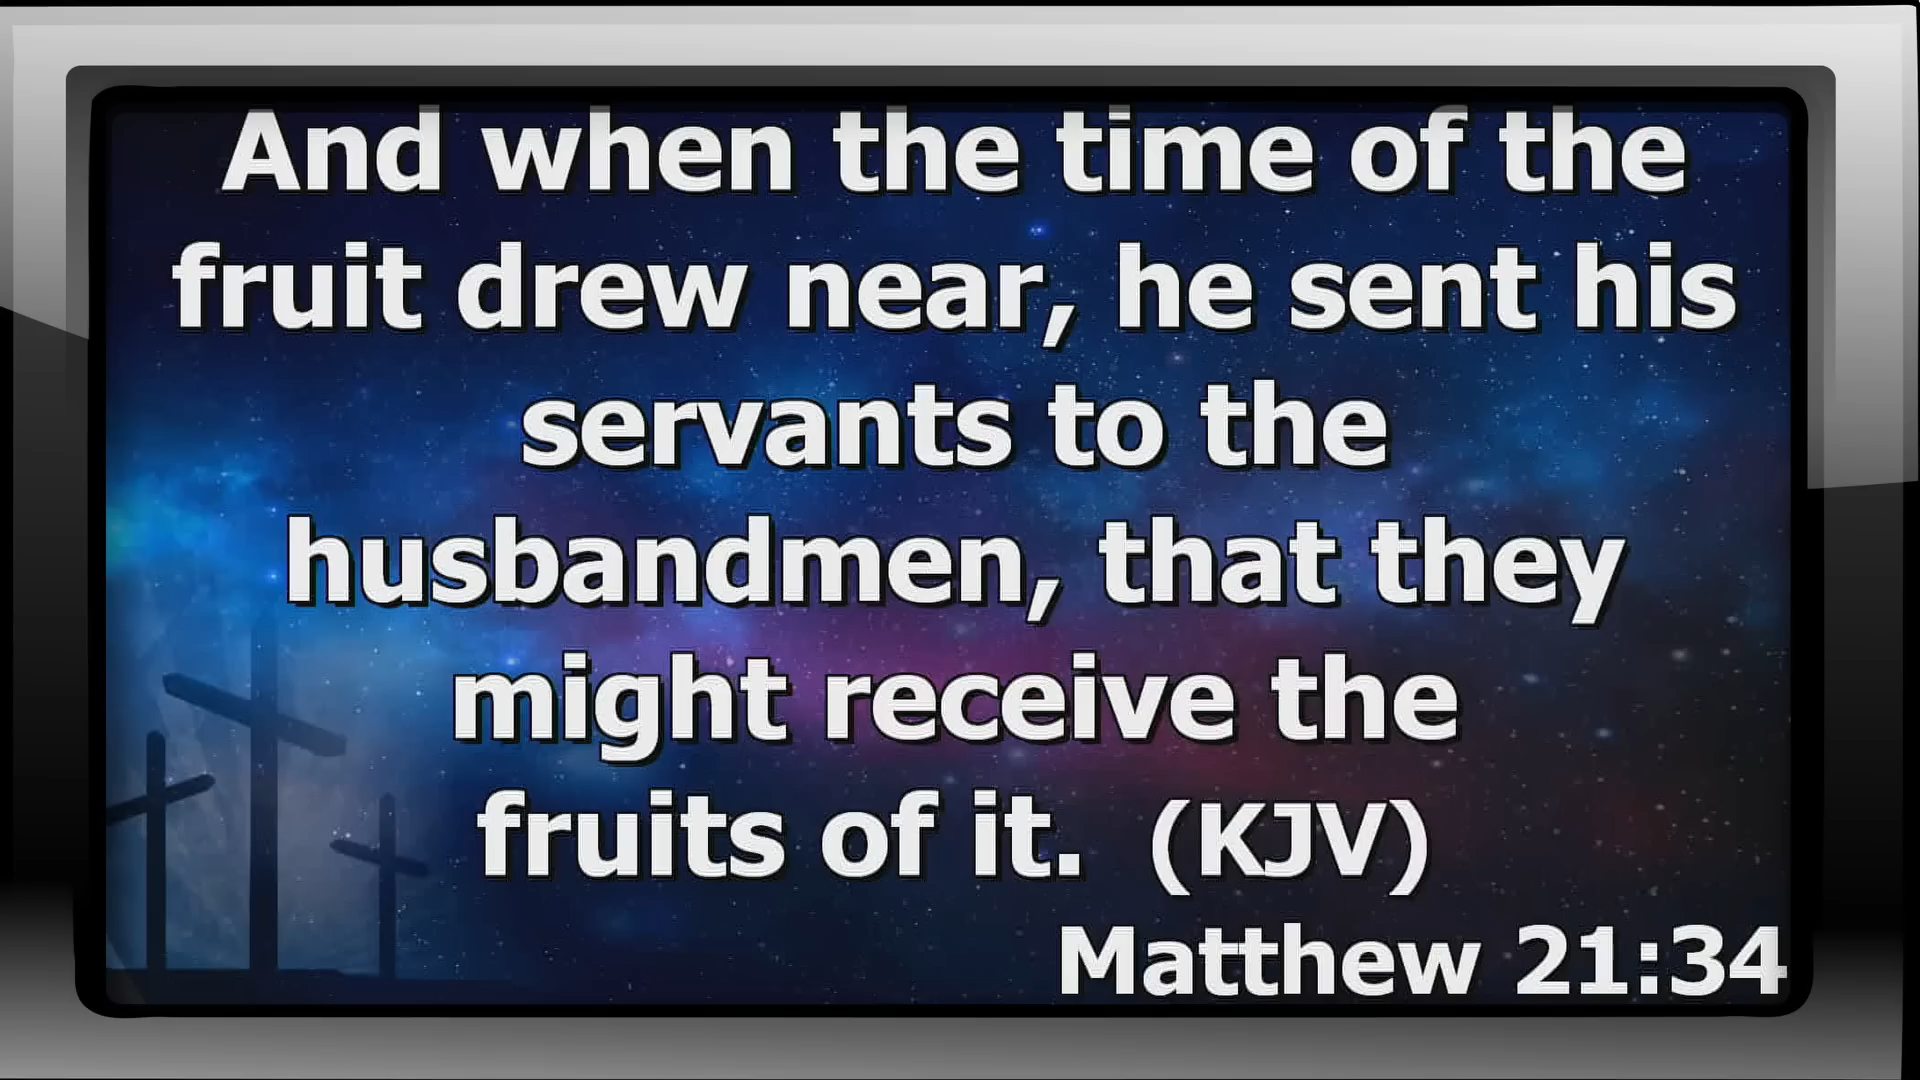 And when the time of the
fruit drew near, he sent his
servants to the
husbandmen, that they
might receive the
fruits of it.  (KJV)
Matthew 21:34